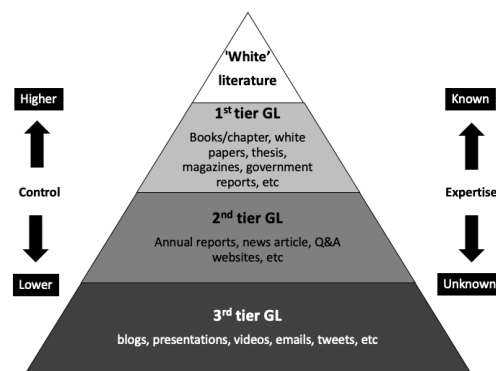 'White'
literature
1st tier GL
Books/chapter, white
papers, thesis,
magazines, government
reports, etc
2nd tier GL
Annual reports, news article, Q&A
websites, etc
3rd tier GL
blogs, presentations, videos, emails, tweets, etc
Higher
Control
Lower
Known
Expertise
Unknown